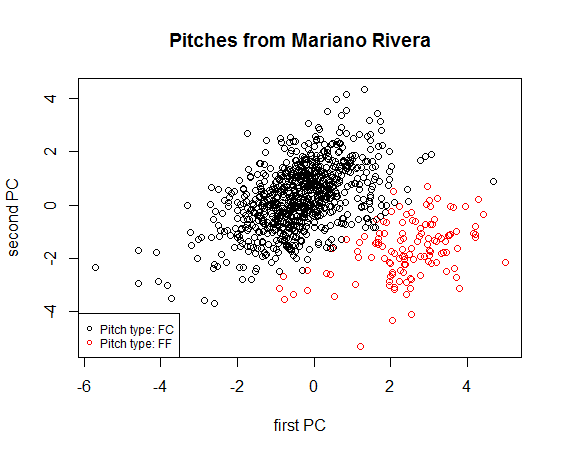 Pitches from Mariano Rivera
second PC
4
2
0
-2
-4
Pitch type: FC
Pitch type: FF
-6 -4 -2 0 2 4
first PC